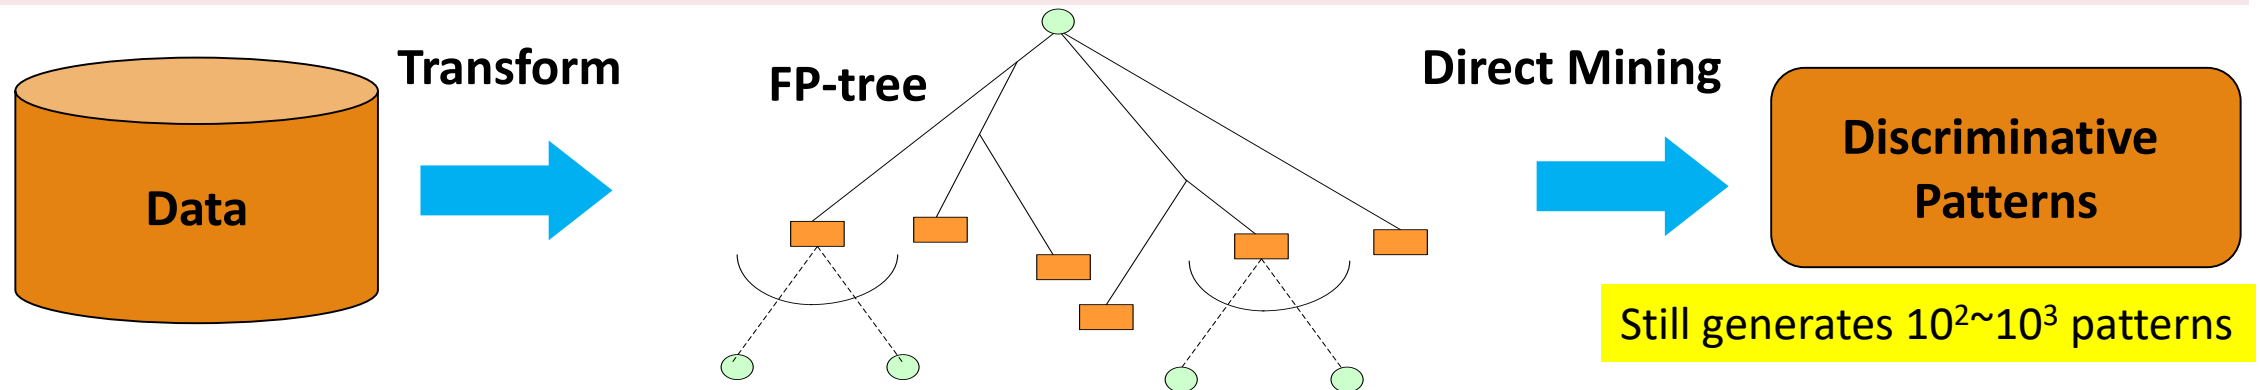 Transform
FP-tree
Direct Mining
Data
Discriminative
Patterns
Still generates 10²~10³ patterns